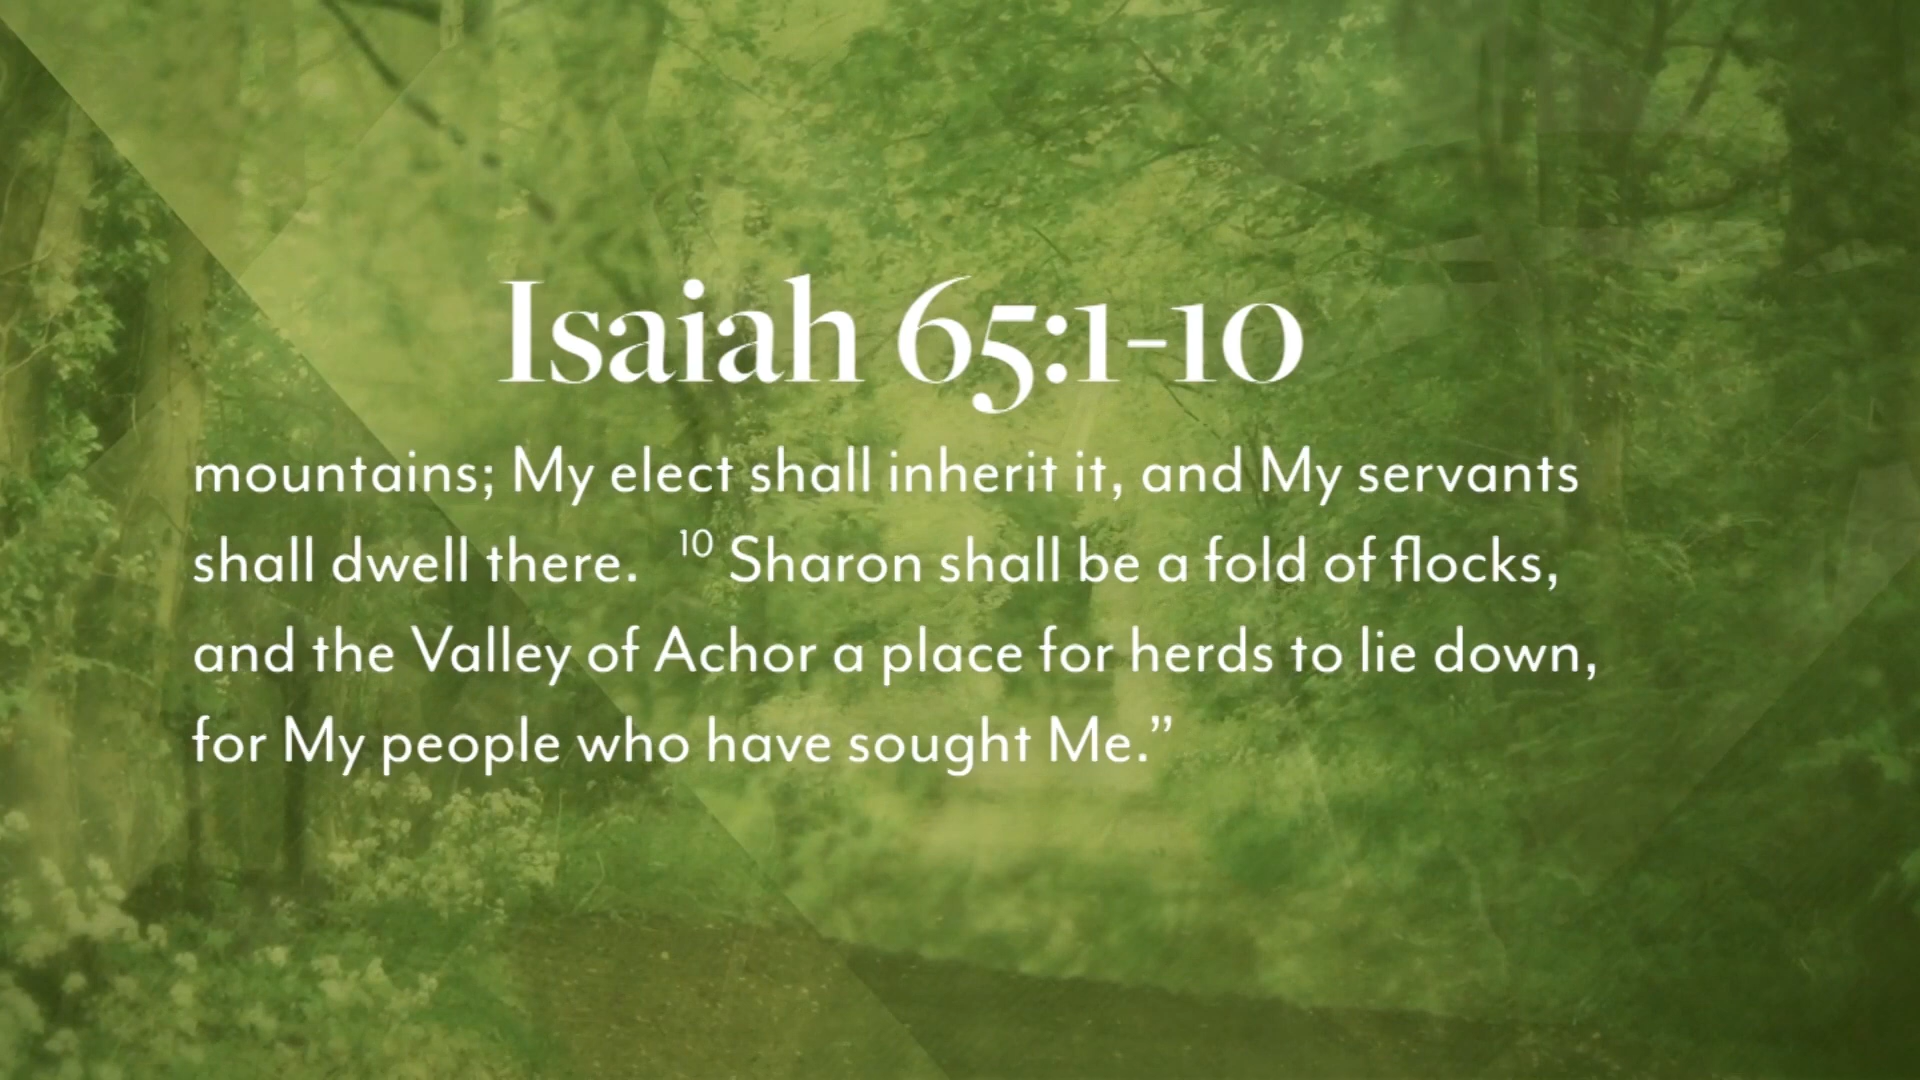 Isaiah 65:1-10
mountains; My elect shall inherit it, and My servants
shall dwell there. 10 Sharon shall be a fold of flocks,
and the Valley of Achor a place for herds to lie down,
for My people who have sought Me.”